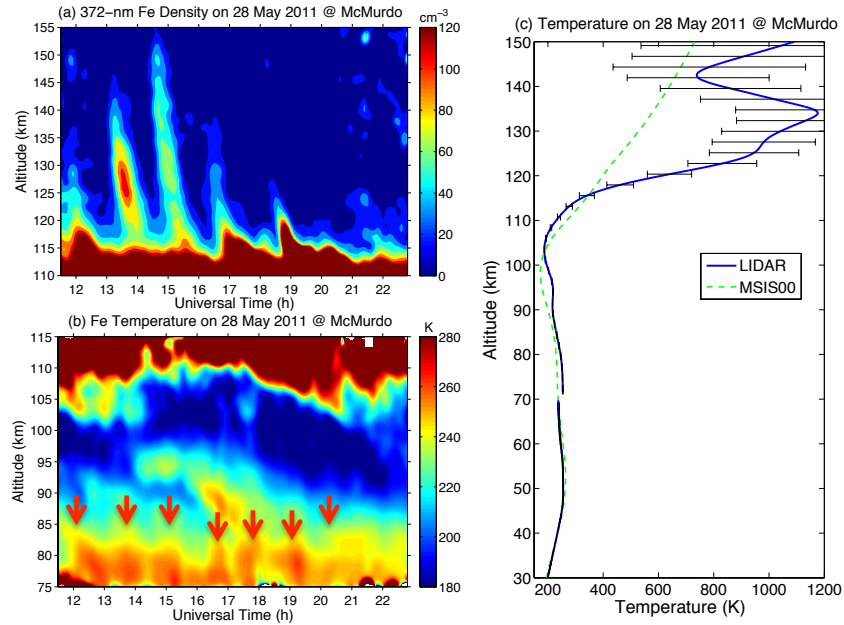 (a) 372−nm Fe Density on 28 May 2011 @ McMurdo
cm⁻³
155
150
145
140
135
130
125
120
115
110
Altitude (km)
12 13 14 15 16 17 18 19 20 21 22
Universal Time (h)
120
100
80
60
40
20
0
(b) Fe Temperature on 28 May 2011 @ McMurdo
K
115
110
105
100
95
90
85
80
75
Altitude (km)
12 13 14 15 16 17 18 19 20 21 22
Universal Time (h)
280
260
240
220
200
180
(c) Temperature on 28 May 2011 @ McMurdo
150
140
130
120
110
100
90
80
70
60
50
40
30
Altitude (km)
LIDAR
MSIS00
200 400 600 800 1000 1200
Temperature (K)